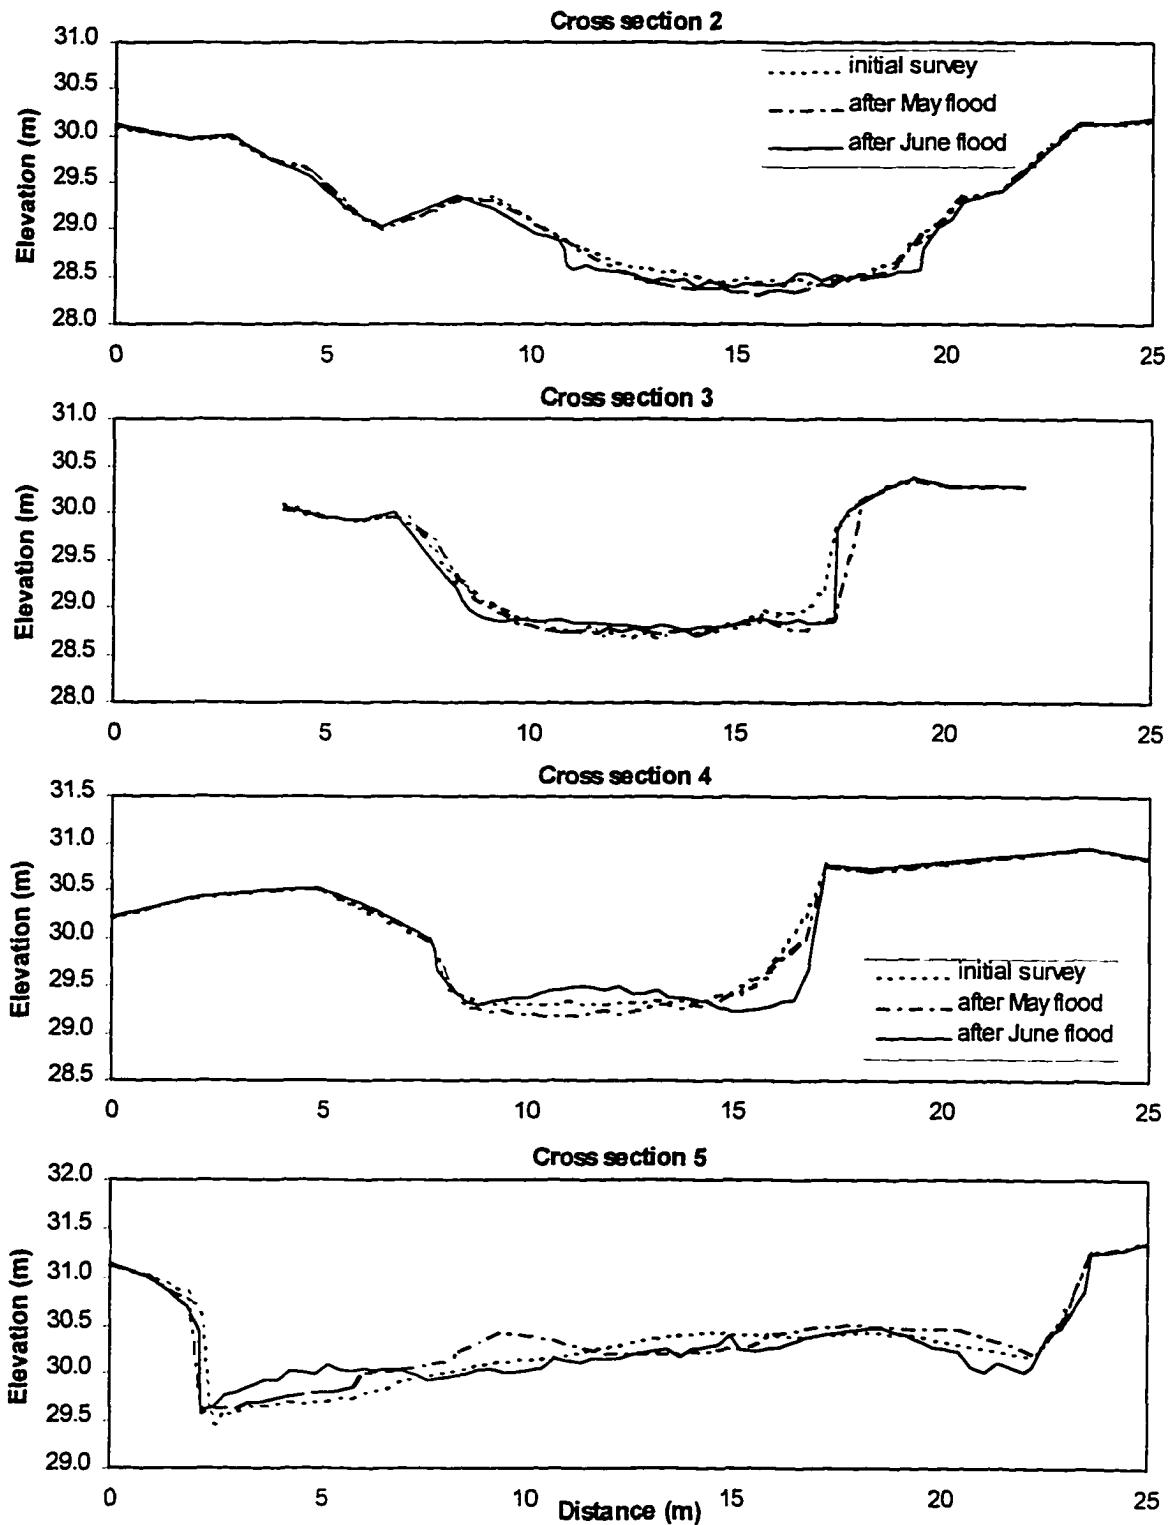 Cross section 2
31.0
30.5
30.0
29.5
29.0
28.5
28.0
Elevation (m)
initial survey
after May flood
after June flood
0 5 10 15 20 25
Cross section 3
31.0
30.5
30.0
29.5
29.0
28.5
28.0
Elevation (m)
0 5 10 15 20 25
Cross section 4
31.5
31.0
30.5
30.0
29.5
29.0
28.5
Elevation (m)
initial survey
after May flood
after June flood
0 5 10 15 20 25
Cross section 5
32.0
31.5
31.0
30.5
30.0
29.5
29.0
Elevation (m)
0 5 10 15 20 25
Distance (m)